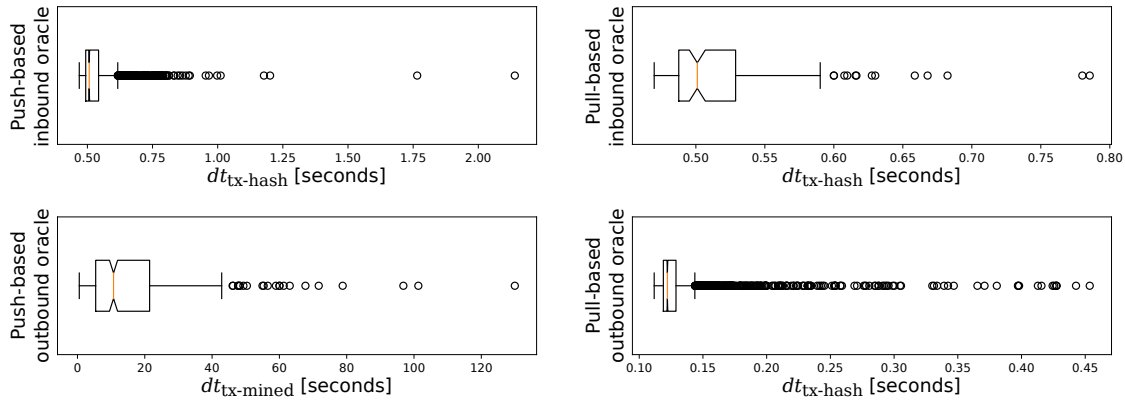 Push-based
inbound oracle
0.50 0.75 1.00 1.25 1.50 1.75 2.00
dt_tx-hash [seconds]
Pull-based
inbound oracle
0.50 0.55 0.60 0.65 0.70 0.75 0.80
dt_tx-hash [seconds]
Push-based
outbound oracle
0 20 40 60 80 100 120
dt_tx-mined [seconds]
Pull-based
outbound oracle
0.10 0.15 0.20 0.25 0.30 0.35 0.40 0.45
dt_tx-hash [seconds]